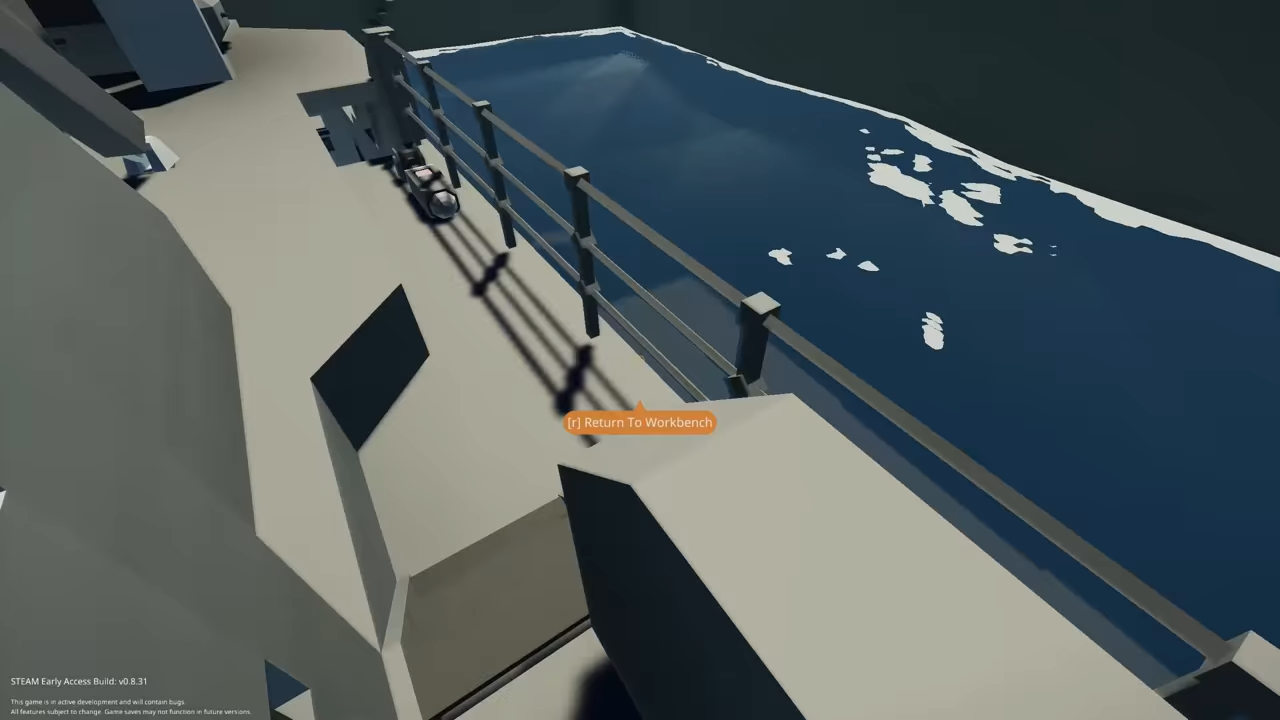 [r] Return To Workbench
STEAM Early Access Build: v0.8.31
This game is in active development and will contain bugs.
All features subject to change. Game saves may not function in future versions.